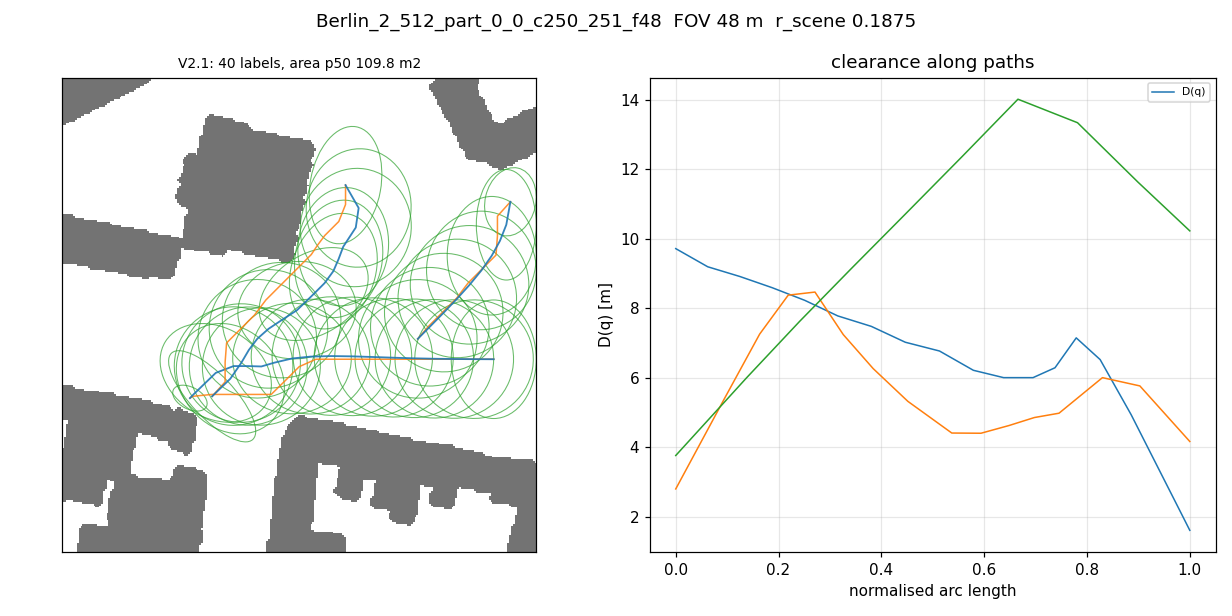 Berlin_2_512_part_0_0_c250_251_f48  FOV 48 m  r_scene 0.1875
V2.1: 40 labels, area p50 109.8 m2
clearance along paths
D(q)
14
12
10
8
6
4
2
D(q) [m]
0.0 0.2 0.4 0.6 0.8 1.0
normalised arc length